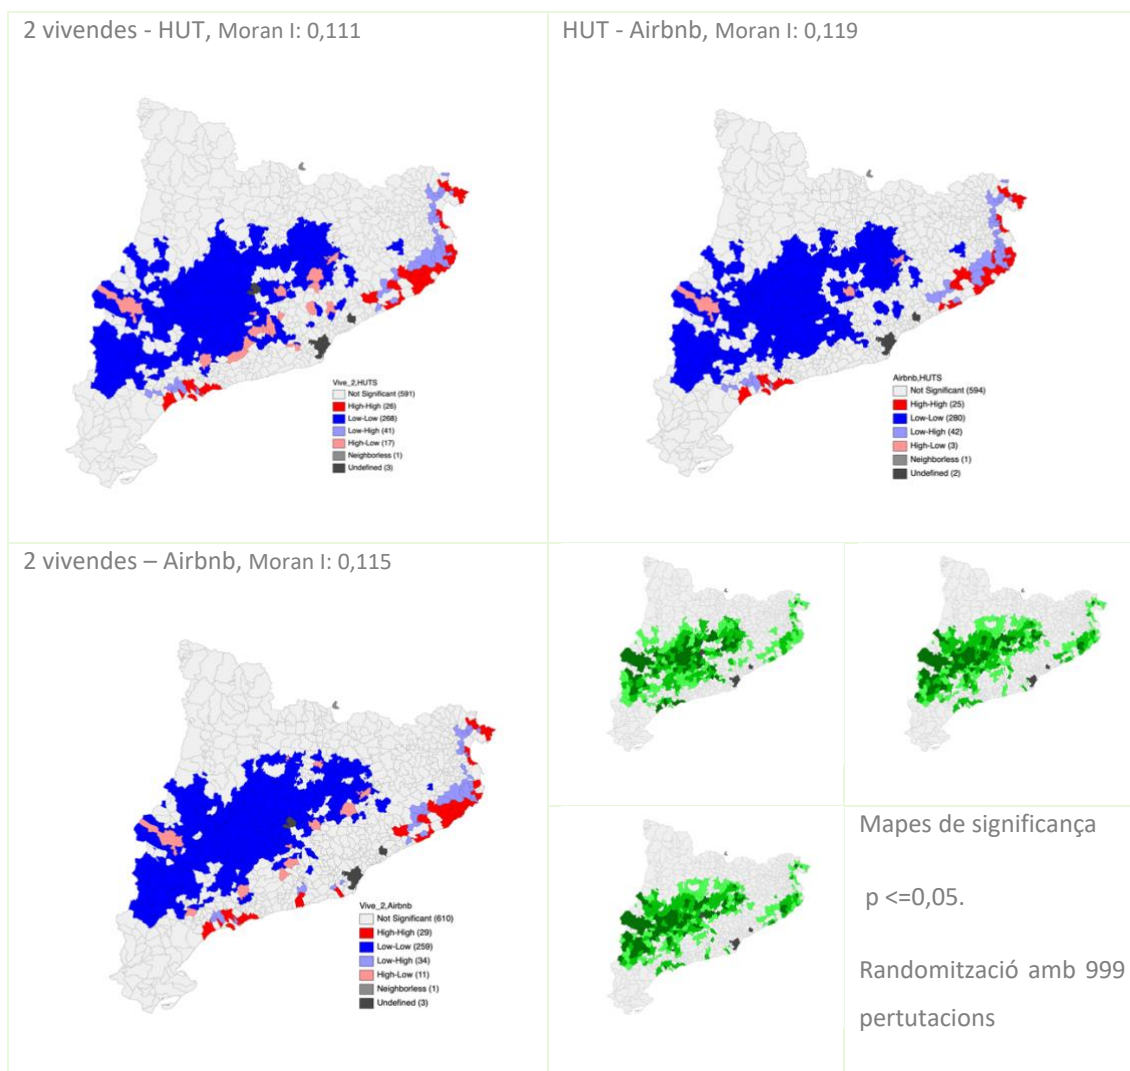 2 vivendes - HUT, Moran I: 0,111
HUT - Airbnb, Moran I: 0,119
Vive_2,HUTS
Not Significant (591)
High-High (26)
Low-Low (268)
Low-High (41)
High-Low (17)
Neighborless (1)
Undefined (3)
Airbnb,HUTS
Not Significant (594)
High-High (25)
Low-Low (280)
Low-High (42)
High-Low (3)
Neighborless (1)
Undefined (2)
2 vivendes – Airbnb, Moran I: 0,115
Vive_2,Airbnb
Not Significant (610)
High-High (29)
Low-Low (259)
Low-High (34)
High-Low (11)
Neighborless (1)
Undefined (3)
Mapes de significança
p <=0,05.
Randomització amb 999
pertutacions